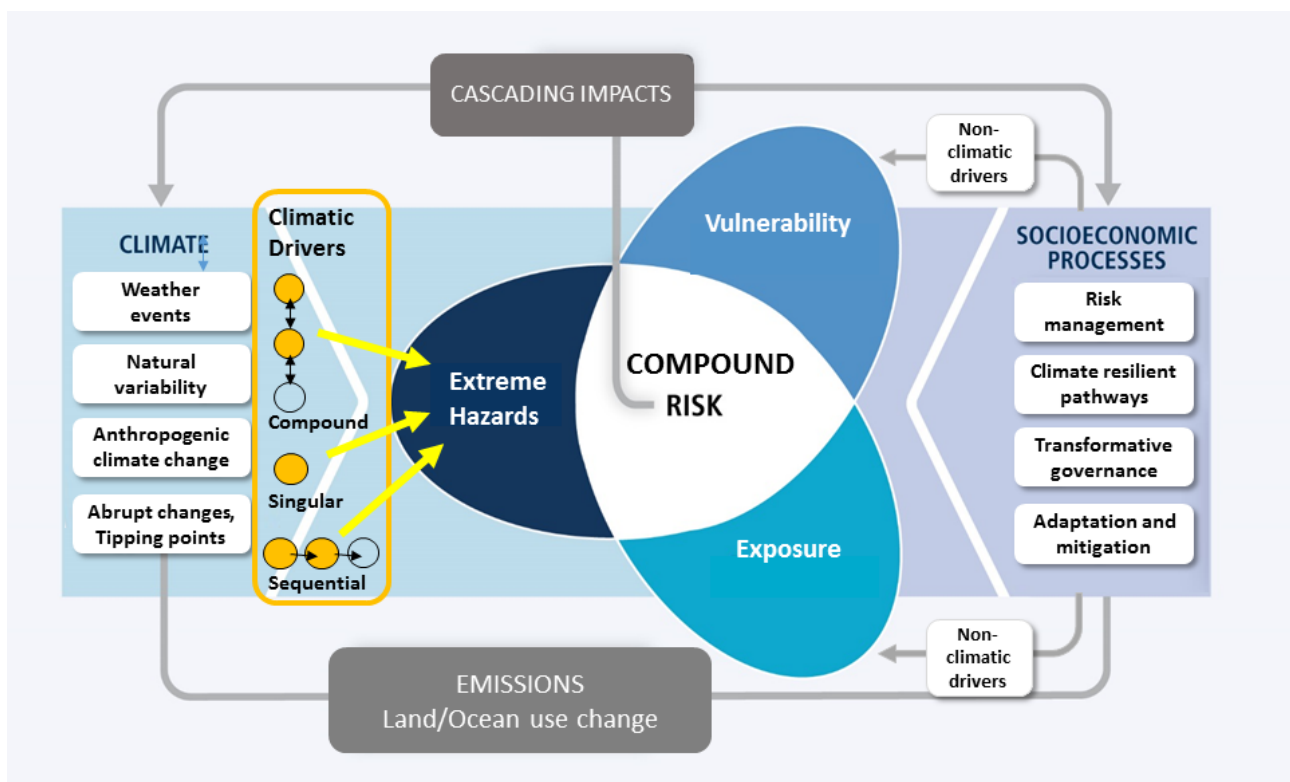 CASCADING IMPACTS
Non-
climatic
drivers
CLIMATE
Weather
events
Natural
variability
Anthropogenic
climate change
Abrupt changes,
Tipping points
Climatic
Drivers
Compound
Singular
Sequential
Extreme
Hazards
Vulnerability
COMPOUND
RISK
Exposure
SOCIOECONOMIC
PROCESSES
Risk
management
Climate resilient
pathways
Transformative
governance
Adaptation and
mitigation
Non-
climatic
drivers
EMISSIONS
Land/Ocean use change